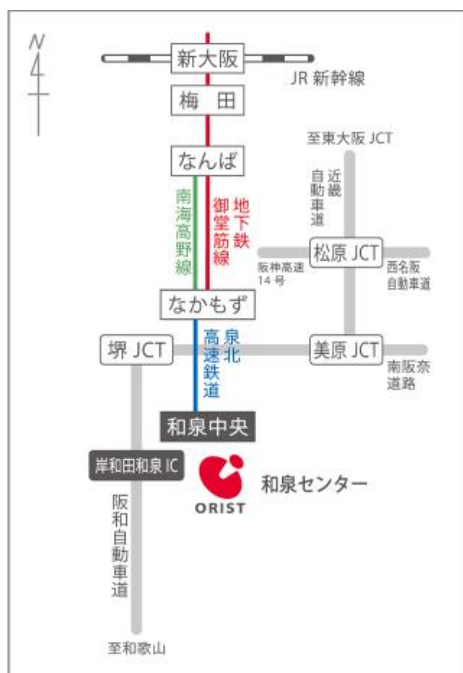 N
新大阪
JR 新幹線
梅 田
至東大阪 JCT
なんば
近畿
自動車道
南海高野線
地下鉄
御堂筋線
松原 JCT
阪神高速
14 号
西名阪
自動車道
なかもず
堺 JCT
泉北
高速鉄道
美原 JCT
南阪奈
道路
和泉中央
岸和田和泉 IC
和泉センター
ORIST
阪和自動車道
至和歌山